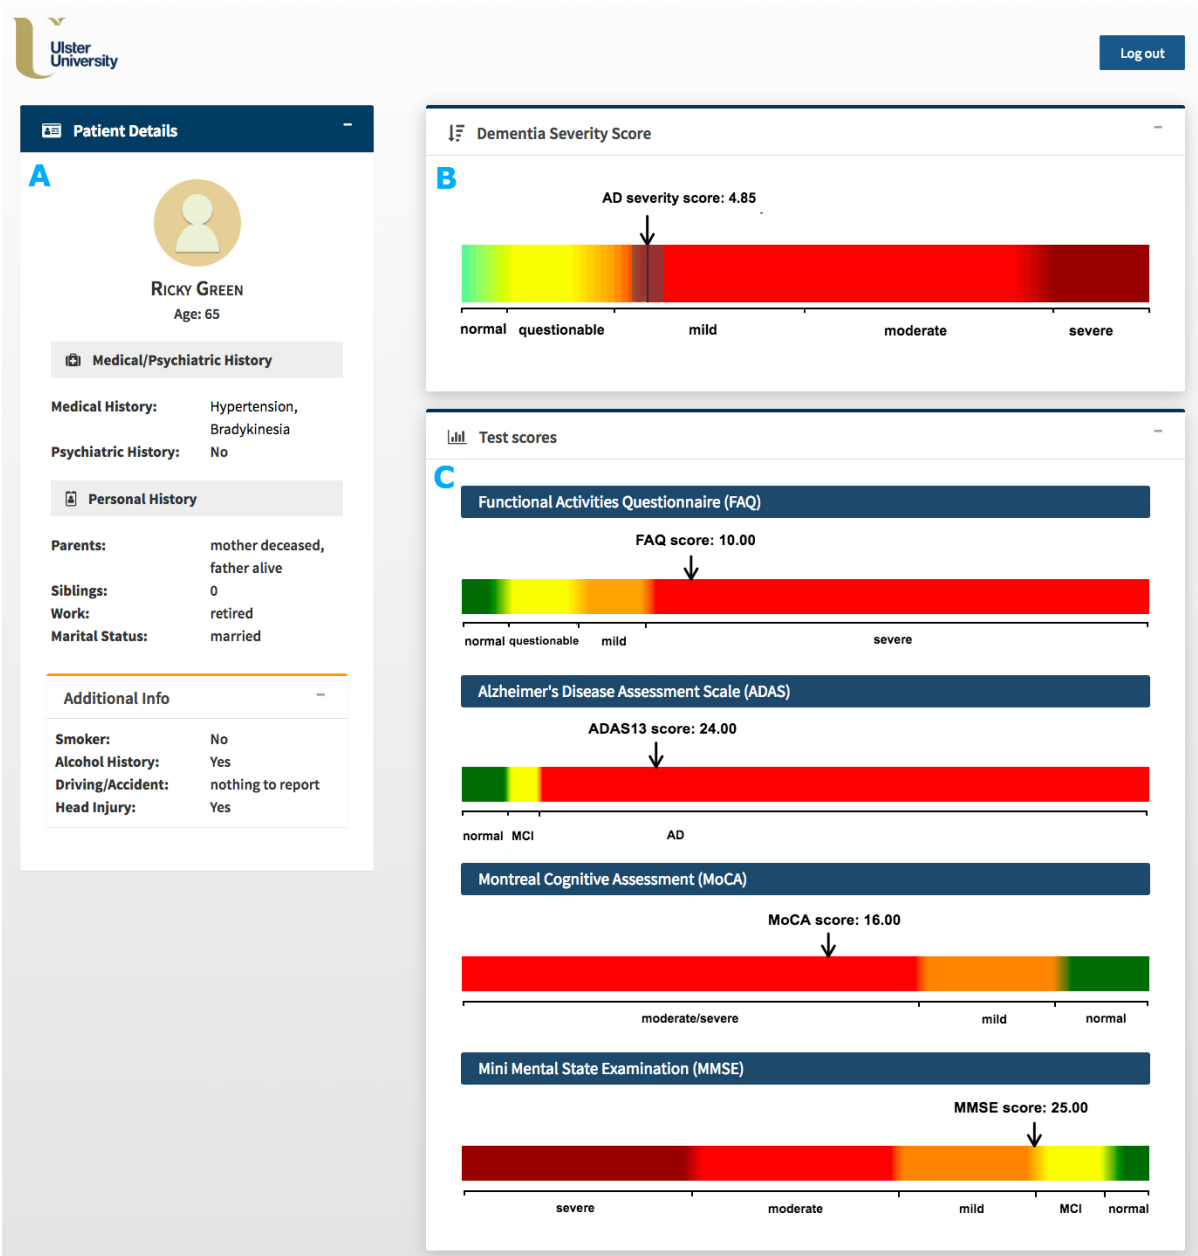 Ulster
University
Log out
Patient Details
A
RICKY GREEN
Age: 65
Medical/Psychiatric History
Medical History: Hypertension,
Bradykinesia
Psychiatric History: No
Personal History
Parents: mother deceased,
father alive
Siblings: 0
Work: retired
Marital Status: married
Additional Info
Smoker: No
Alcohol History: Yes
Driving/Accident: nothing to report
Head Injury: Yes
Dementia Severity Score
B
AD severity score: 4.85
normal questionable mild moderate severe
Test scores
C
Functional Activities Questionnaire (FAQ)
FAQ score: 10.00
normal questionable mild severe
Alzheimer's Disease Assessment Scale (ADAS)
ADAS13 score: 24.00
normal MCI AD
Montreal Cognitive Assessment (MoCA)
MoCA score: 16.00
moderate/severe mild normal
Mini Mental State Examination (MMSE)
MMSE score: 25.00
severe moderate mild MCI normal